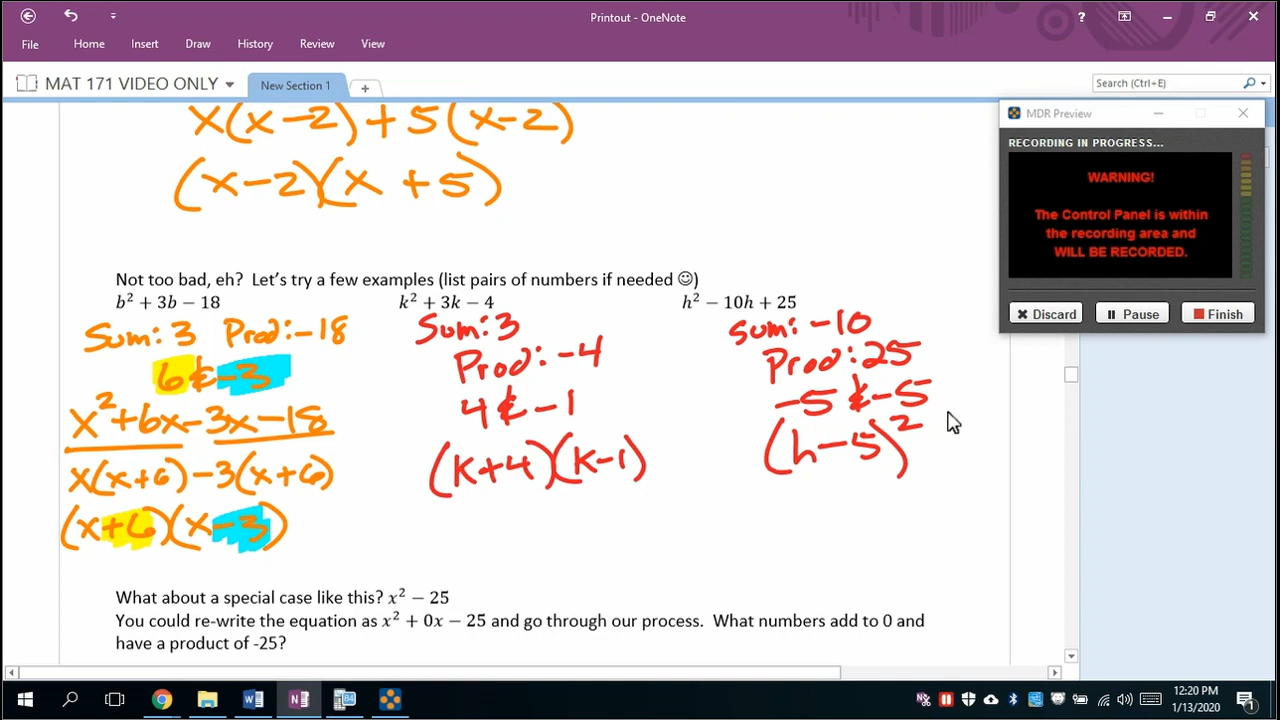 Printout - OneNote
?
File Home Insert Draw History Review View
MAT 171 VIDEO ONLY New Section 1 +
Search (Ctrl+E)
x(x-2)+5(x-2)
(x-2)(x+5)
MDR Preview
RECORDING IN PROGRESS...
WARNING!
The Control Panel is within
the recording area and
WILL BE RECORDED.
Discard Pause Finish
Not too bad, eh? Let's try a few examples (list pairs of numbers if needed ☺)
b² + 3b − 18 k² + 3k − 4 h² − 10h + 25
Sum: 3 Prod: -18
6 & -3
x²+6x-3x-18
x(x+6)-3(x+6)
(x+6)(x-3)
Sum: 3
Prod: -4
4 & -1
(k+4)(k-1)
sum: -10
Prod: 25
-5 & -5
(h-5)²
What about a special case like this? x² − 25
You could re-write the equation as x² + 0x − 25 and go through our process. What numbers add to 0 and
have a product of -25?
12:20 PM
1/13/2020
1